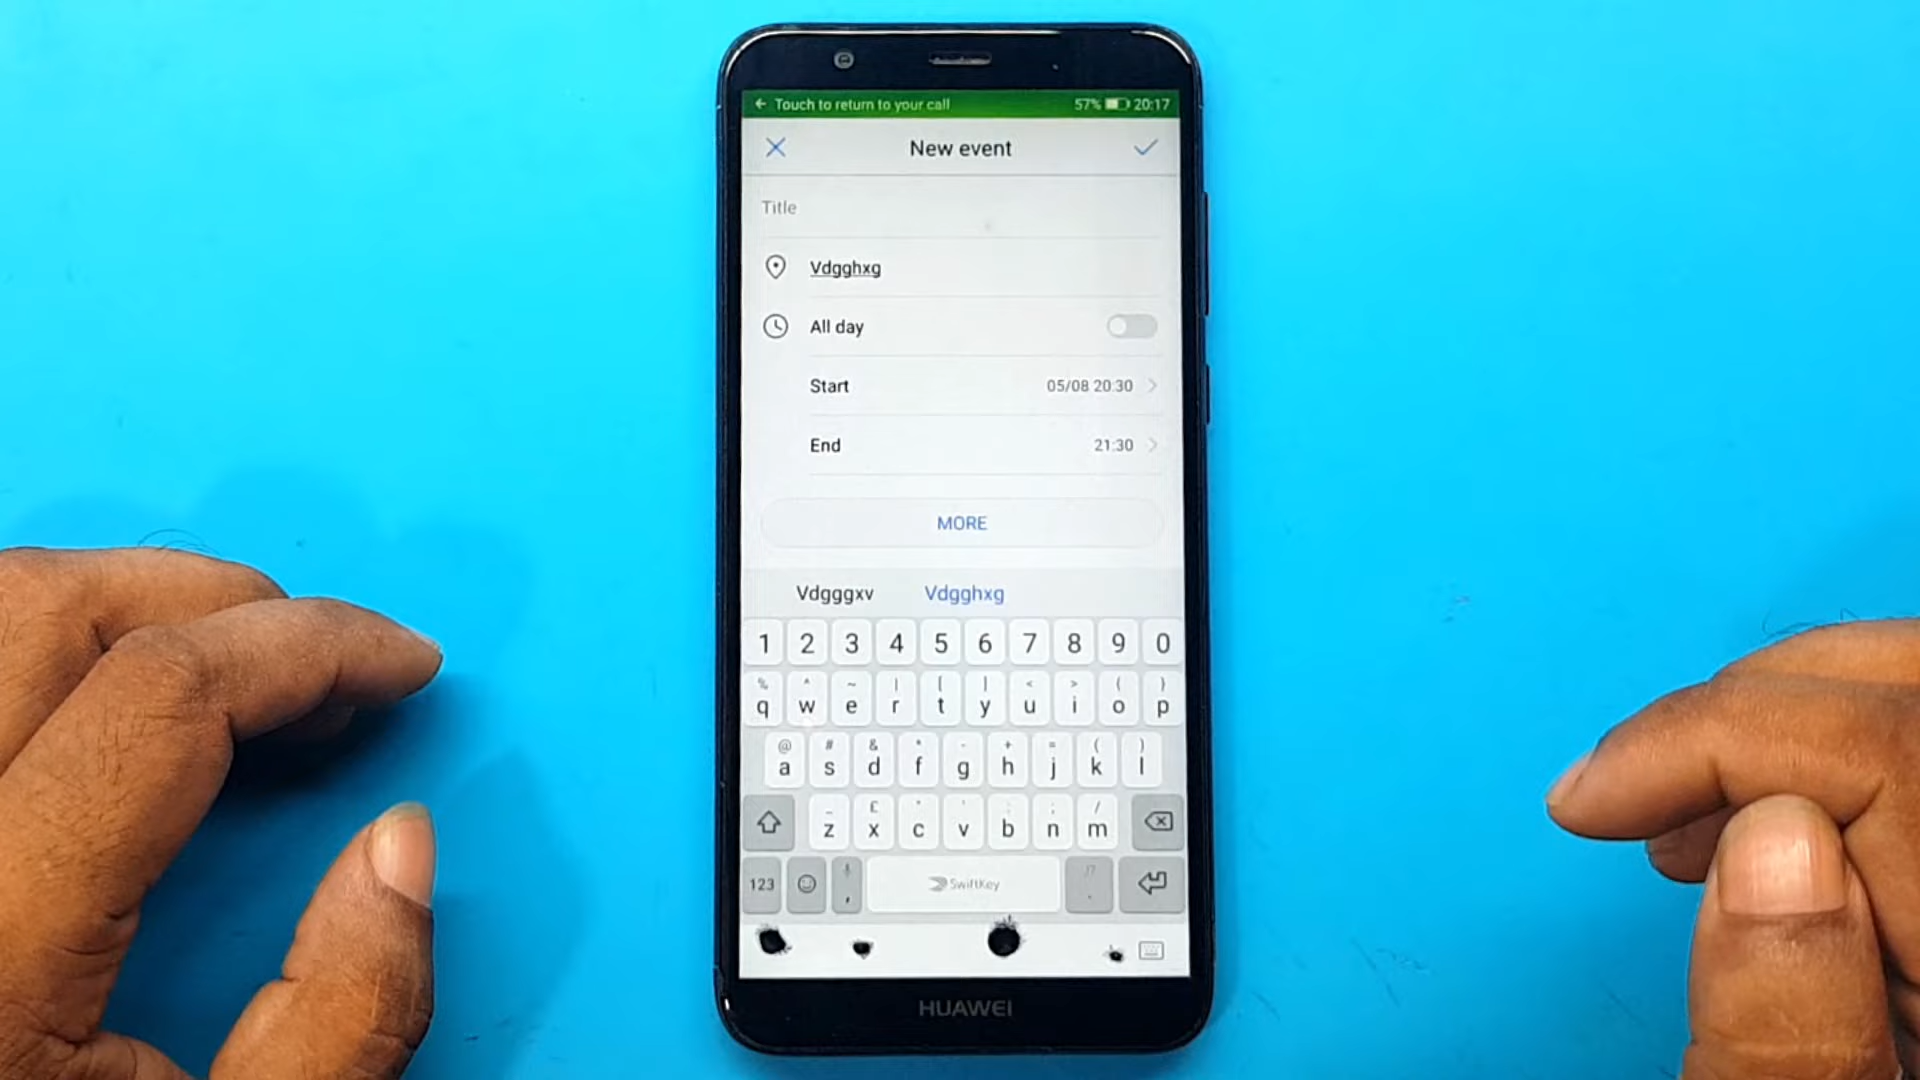 Touch to return to your call 57% 20:17
New event
Title
Vdgghxg
All day
Start 05/08 20:30
End 21:30
MORE
Vdgggxv Vdgghxg
1 2 3 4 5 6 7 8 9 0
q w e r t y u i o p
@ # & * - + = ( )
a s d f g h j k l
z x c v b n m
123 , SwiftKey .
HUAWEI